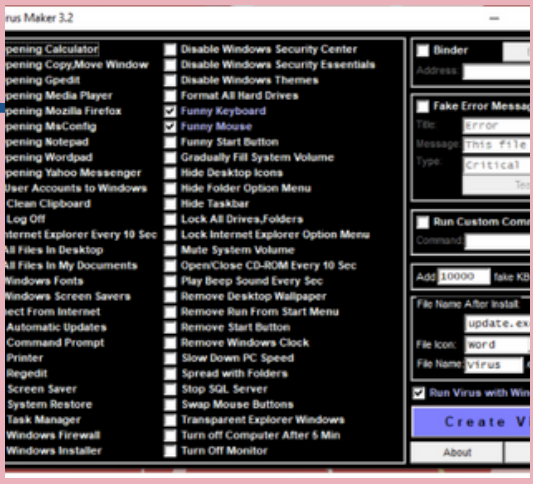 rus Maker 3.2
pening Calculator
pening Copy,Move Window
pening Gpedit
pening Media Player
pening Mozilla Firefox
pening MsConfig
pening Notepad
pening Wordpad
pening Yahoo Messenger
User Accounts to Windows
Clean Clipboard
Log Off
nternet Explorer Every 10 Sec
All Files In Desktop
All Files In My Documents
Windows Fonts
Windows Screen Savers
nect From Internet
Automatic Updates
Command Prompt
Printer
Regedit
Screen Saver
System Restore
Task Manager
Windows Firewall
Windows Installer
Disable Windows Security Center
Disable Windows Security Essentials
Disable Windows Themes
Format All Hard Drives
Funny Keyboard
Funny Mouse
Funny Start Button
Gradually Fill System Volume
Hide Desktop Icons
Hide Folder Option Menu
Hide Taskbar
Lock All Drives,Folders
Lock Internet Explorer Option Menu
Mute System Volume
Open/Close CD-ROM Every 10 Sec
Play Beep Sound Every Sec
Remove Desktop Wallpaper
Remove Run From Start Menu
Remove Start Button
Remove Windows Clock
Slow Down PC Speed
Spread with Folders
Stop SQL Server
Swap Mouse Buttons
Transparent Explorer Windows
Turn off Computer After 5 Min
Turn Off Monitor
Binder
Address:
Fake Error Messag
Title: Error
Message: This file
Type: Critical
Te
Run Custom Comm
Command:
Add 10000 fake KB
File Name After Install:
update.exe
File Icon: Word
File Name: Virus
Run Virus with Win
Create V
About